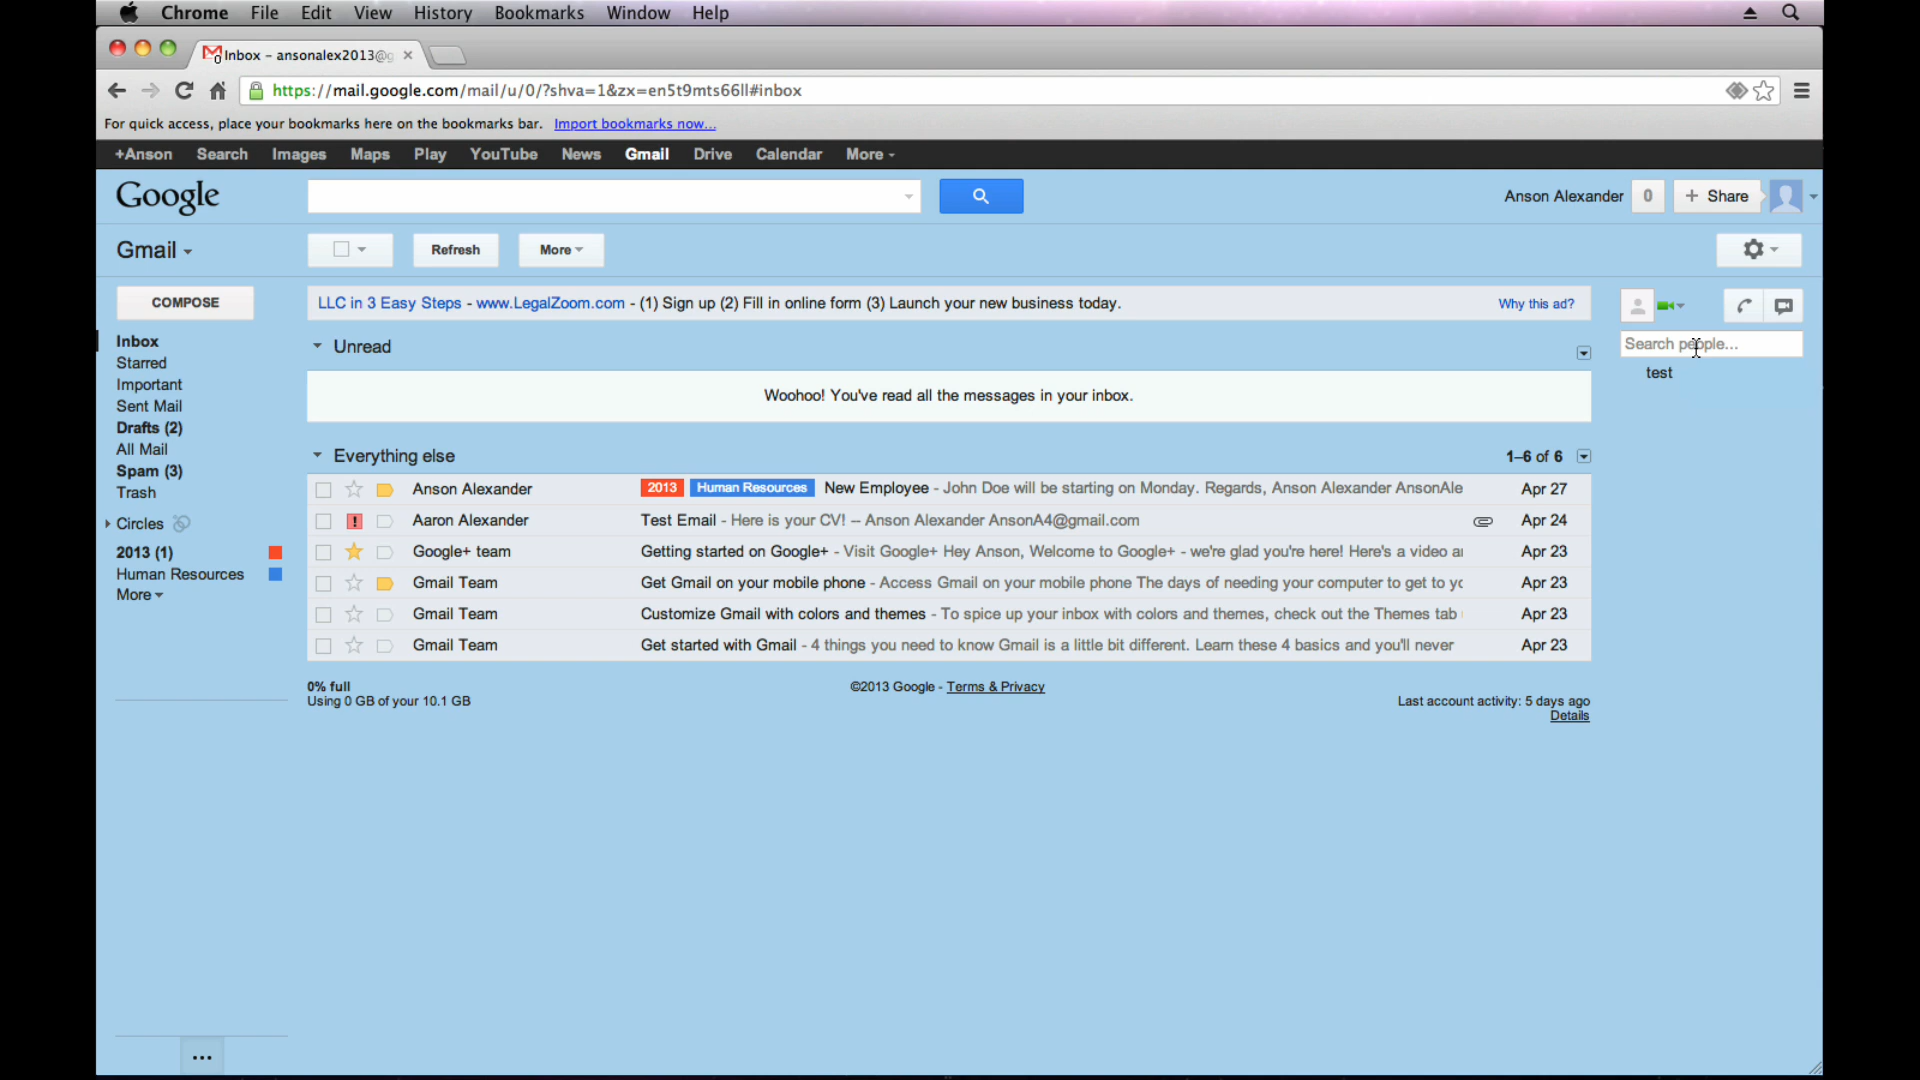 Chrome File Edit View History Bookmarks Window Help
Inbox - ansonalex2013@g
https://mail.google.com/mail/u/0/?shva=1&zx=en5t9mts66ll#inbox
For quick access, place your bookmarks here on the bookmarks bar. Import bookmarks now...
+Anson Search Images Maps Play YouTube News Gmail Drive Calendar More
Google
Anson Alexander 0 + Share
Gmail
Refresh More
COMPOSE
LLC in 3 Easy Steps - www.LegalZoom.com - (1) Sign up (2) Fill in online form (3) Launch your new business today. Why this ad?
Inbox
Starred
Important
Sent Mail
Drafts (2)
All Mail
Spam (3)
Trash
Circles
2013 (1)
Human Resources
More
Unread
Woohoo! You've read all the messages in your inbox.
Everything else 1–6 of 6
Anson Alexander 2013 Human Resources New Employee - John Doe will be starting on Monday. Regards, Anson Alexander AnsonAle Apr 27
! Aaron Alexander Test Email - Here is your CV! -- Anson Alexander AnsonA4@gmail.com Apr 24
Google+ team Getting started on Google+ - Visit Google+ Hey Anson, Welcome to Google+ - we're glad you're here! Here's a video ar Apr 23
Gmail Team Get Gmail on your mobile phone - Access Gmail on your mobile phone The days of needing your computer to get to yo Apr 23
Gmail Team Customize Gmail with colors and themes - To spice up your inbox with colors and themes, check out the Themes tab Apr 23
Gmail Team Get started with Gmail - 4 things you need to know Gmail is a little bit different. Learn these 4 basics and you'll never Apr 23
0% full
Using 0 GB of your 10.1 GB
©2013 Google - Terms & Privacy
Last account activity: 5 days ago
Details
Search people...
test
...